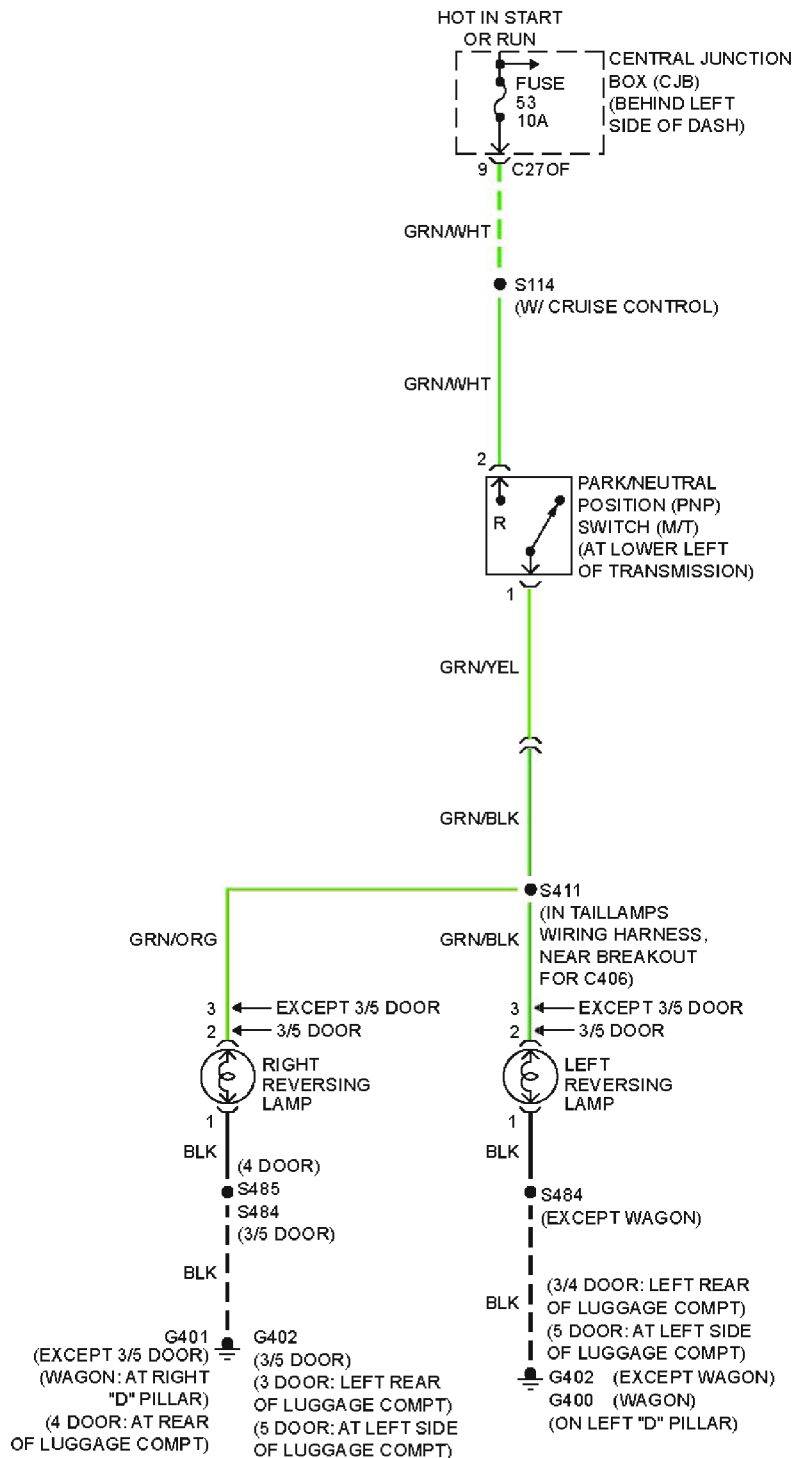 HOT IN START
OR RUN
CENTRAL JUNCTION
BOX (CJB)
(BEHIND LEFT
SIDE OF DASH)
FUSE
53
10A
9
C270F
GRN/WHT
S114
(W/ CRUISE CONTROL)
GRN/WHT
2
PARK/NEUTRAL
POSITION (PNP)
SWITCH (M/T)
(AT LOWER LEFT
OF TRANSMISSION)
R
1
GRN/YEL
GRN/BLK
S411
(IN TAILLAMPS
WIRING HARNESS,
NEAR BREAKOUT
FOR C406)
GRN/ORG
GRN/BLK
3 EXCEPT 3/5 DOOR
2 3/5 DOOR
3 EXCEPT 3/5 DOOR
2 3/5 DOOR
RIGHT
REVERSING
LAMP
LEFT
REVERSING
LAMP
1
1
BLK
(4 DOOR)
S485
S484
(3/5 DOOR)
BLK
BLK
S484
(EXCEPT WAGON)
BLK
(3/4 DOOR: LEFT REAR
OF LUGGAGE COMPT)
(5 DOOR: AT LEFT SIDE
OF LUGGAGE COMPT)
G401
(EXCEPT 3/5 DOOR)
(WAGON: AT RIGHT
"D" PILLAR)
(4 DOOR: AT REAR
OF LUGGAGE COMPT)
G402
(3/5 DOOR)
(3 DOOR: LEFT REAR
OF LUGGAGE COMPT)
(5 DOOR: AT LEFT SIDE
OF LUGGAGE COMPT)
G402 (EXCEPT WAGON)
G400 (WAGON)
(ON LEFT "D" PILLAR)